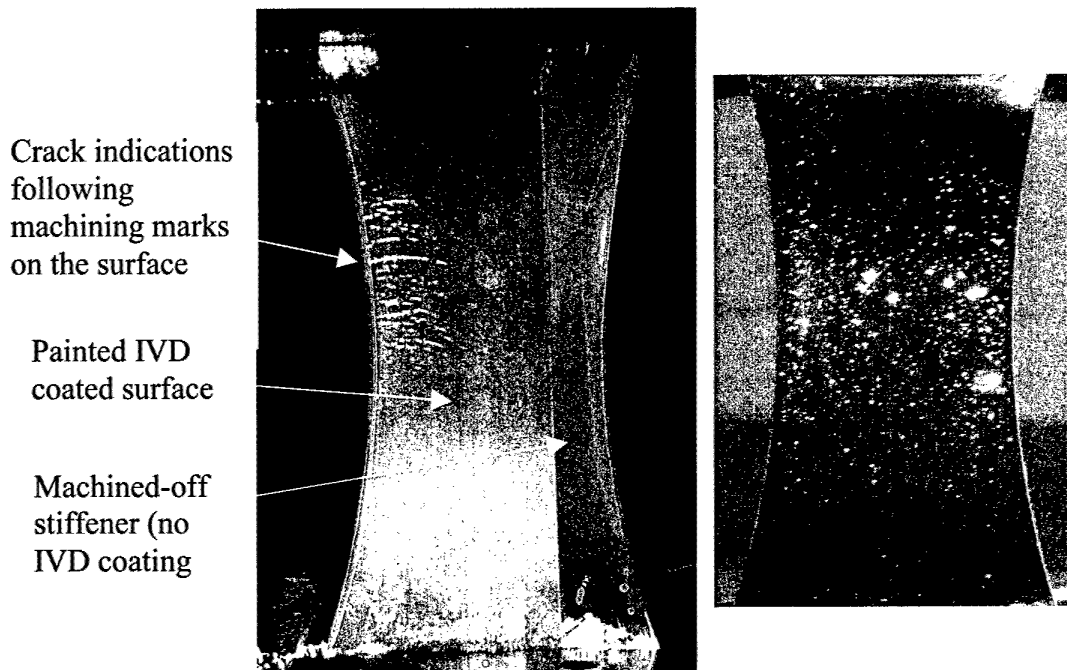 Crack indications
following
machining marks
on the surface
Painted IVD
coated surface
Machined-off
stiffener (no
IVD coating